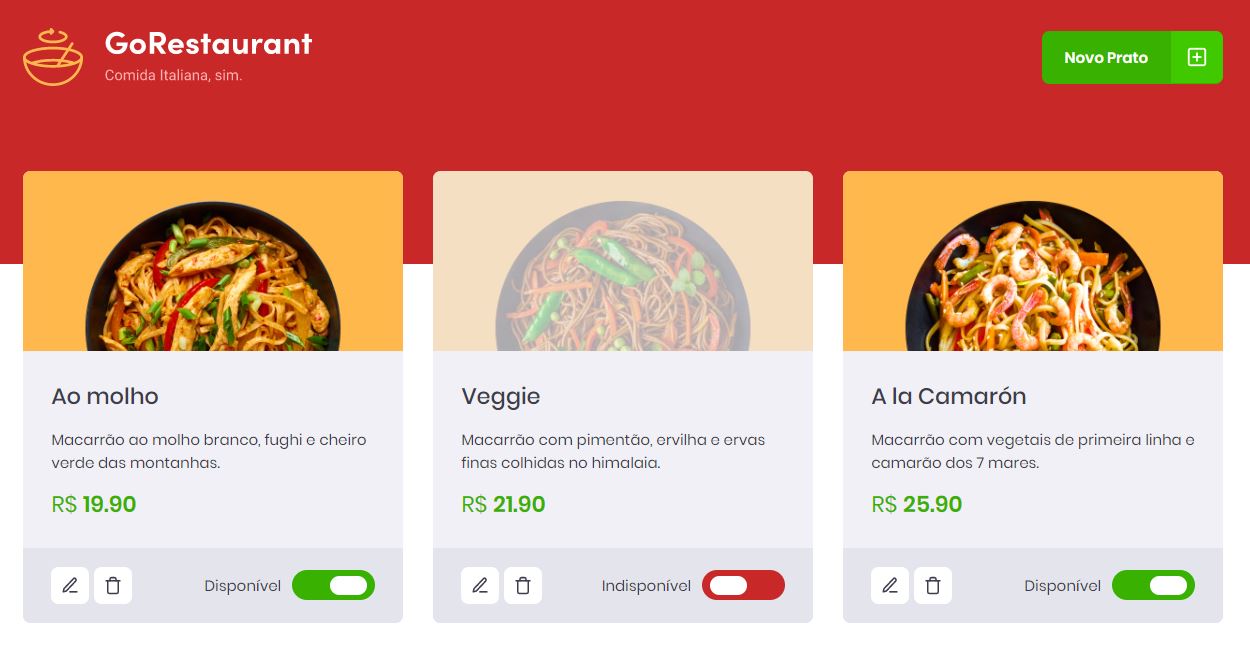 GoRestaurant
Comida Italiana, sim.
Novo Prato
Ao molho
Macarrão ao molho branco, fughi e cheiro
verde das montanhas.
R$ 19.90
Disponível
Veggie
Macarrão com pimentão, ervilha e ervas
finas colhidas no himalaia.
R$ 21.90
Indisponível
A la Camarón
Macarrão com vegetais de primeira linha e
camarão dos 7 mares.
R$ 25.90
Disponível